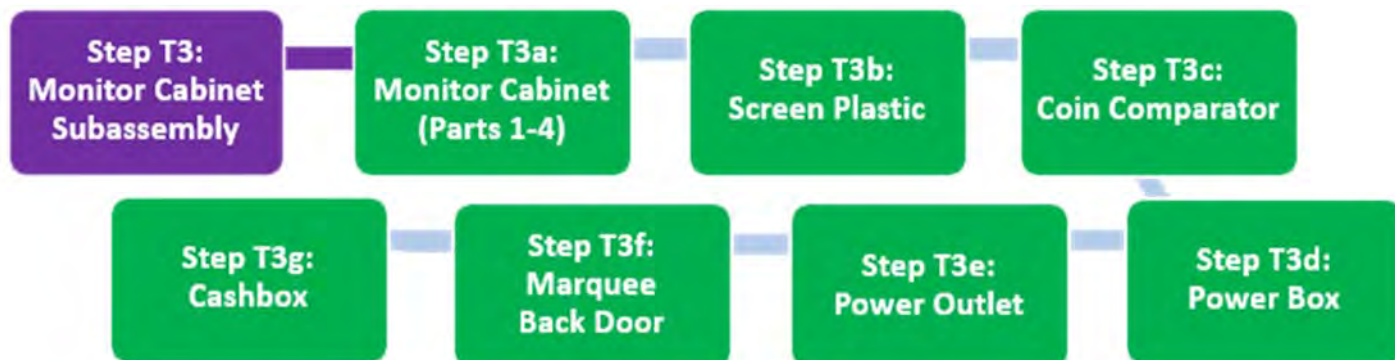 Step T3:
Monitor Cabinet
Subassembly
Step T3a:
Monitor Cabinet
(Parts 1-4)
Step T3b:
Screen Plastic
Step T3c:
Coin Comparator
Step T3d:
Power Box
Step T3e:
Power Outlet
Step T3f:
Marquee
Back Door
Step T3g:
Cashbox